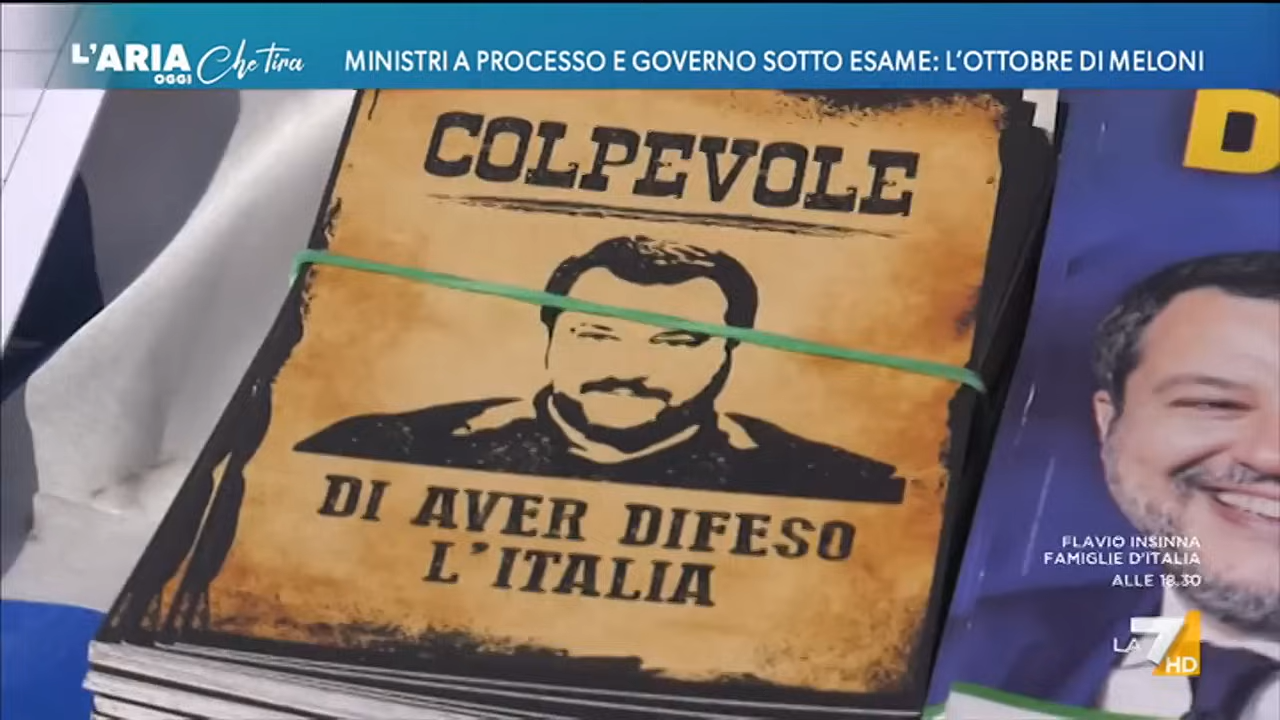 L'ARIA
OGGI
Che tira
MINISTRI A PROCESSO E GOVERNO SOTTO ESAME: L'OTTOBRE DI MELONI
COLPEVOLE
DI AVER DIFESO
L'ITALIA
D
FLAVIO INSINNA
FAMIGLIE D'ITALIA
ALLE 18.30
LA7
HD